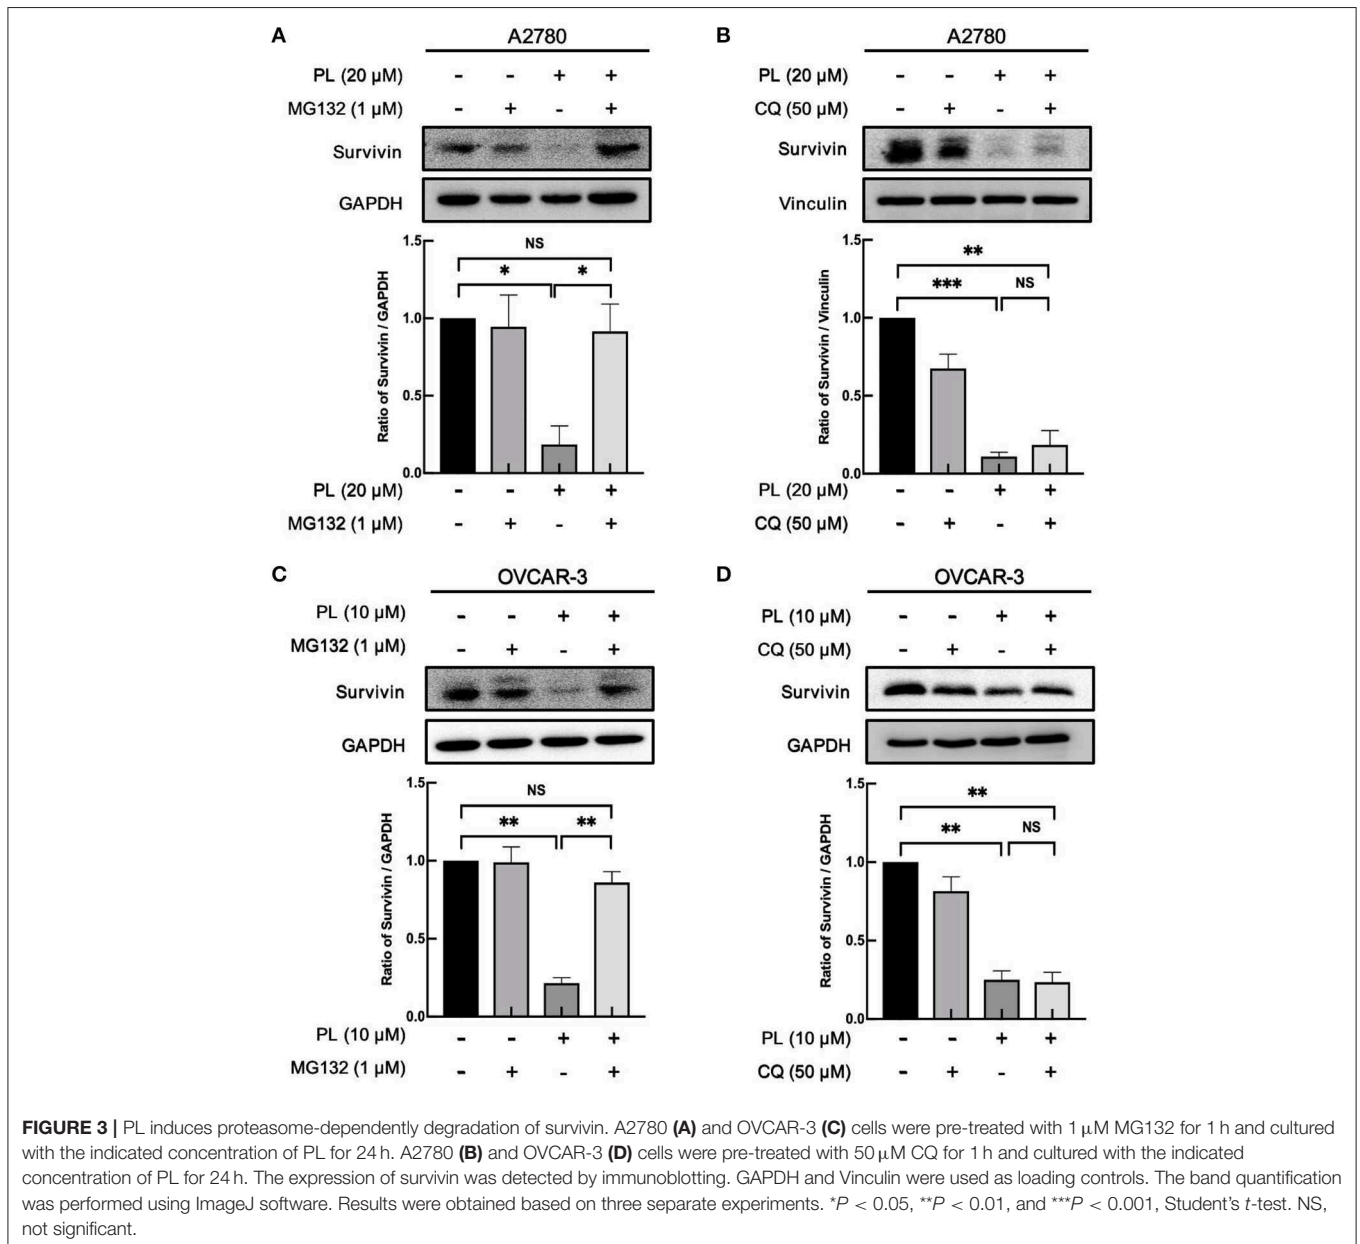 A
A2780
PL (20 µM) - - + +
MG132 (1 µM) - + - +
Survivin
GAPDH
1.5
1.0
0.5
0.0
Ratio of Survivin / GAPDH
NS
* *
PL (20 µM) - - + +
MG132 (1 µM) - + - +
B
A2780
PL (20 µM) - - + +
CQ (50 µM) - + - +
Survivin
Vinculin
1.5
1.0
0.5
0.0
Ratio of Survivin / Vinculin
**
*** NS
PL (20 µM) - - + +
CQ (50 µM) - + - +
C
OVCAR-3
PL (10 µM) - - + +
MG132 (1 µM) - + - +
Survivin
GAPDH
1.5
1.0
0.5
0.0
Ratio of Survivin / GAPDH
NS
** **
PL (10 µM) - - + +
MG132 (1 µM) - + - +
D
OVCAR-3
PL (10 µM) - - + +
CQ (50 µM) - + - +
Survivin
GAPDH
1.5
1.0
0.5
0.0
Ratio of Survivin / GAPDH
**
** NS
PL (10 µM) - - + +
CQ (50 µM) - + - +
FIGURE 3 | PL induces proteasome-dependently degradation of survivin. A2780 (A) and OVCAR-3 (C) cells were pre-treated with 1 µM MG132 for 1 h and cultured
with the indicated concentration of PL for 24 h. A2780 (B) and OVCAR-3 (D) cells were pre-treated with 50 µM CQ for 1 h and cultured with the indicated
concentration of PL for 24 h. The expression of survivin was detected by immunoblotting. GAPDH and Vinculin were used as loading controls. The band quantification
was performed using ImageJ software. Results were obtained based on three separate experiments. *P < 0.05, **P < 0.01, and ***P < 0.001, Student's t-test. NS,
not significant.